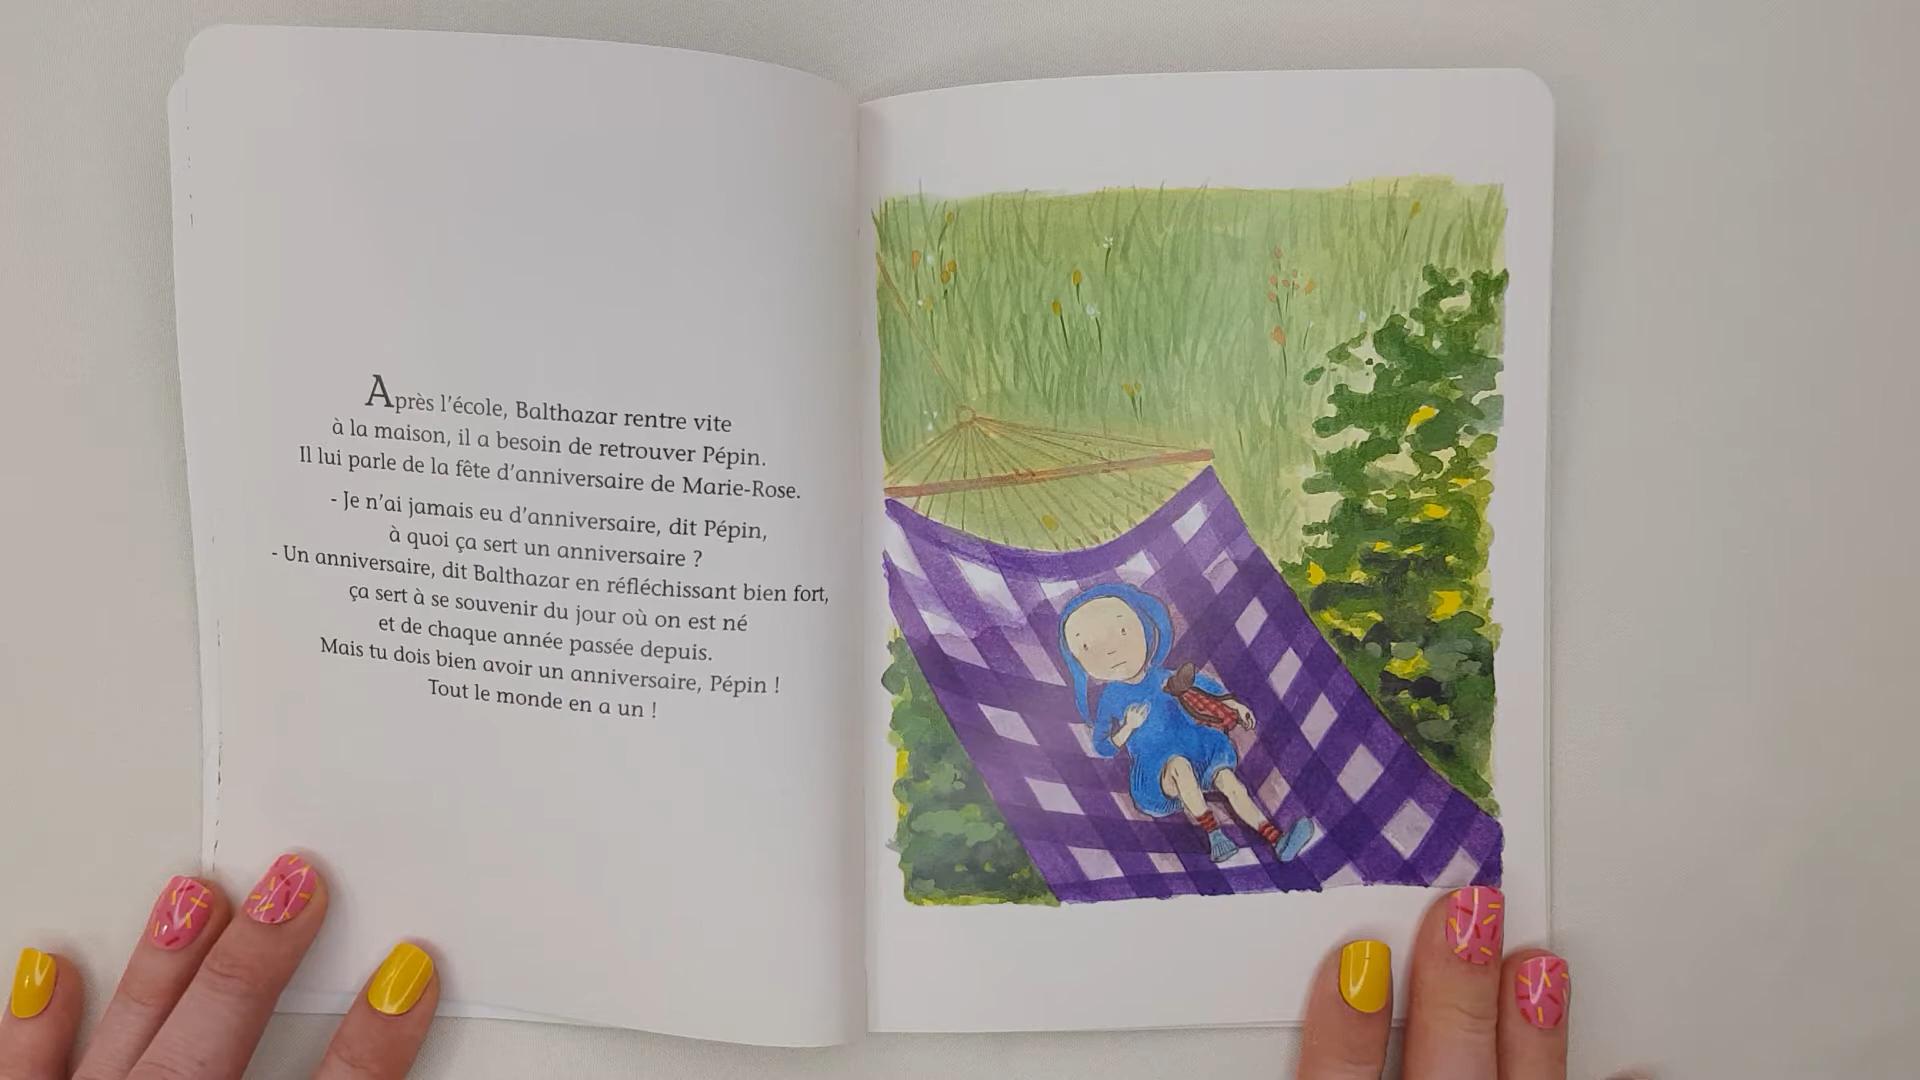 Après l'école, Balthazar rentre vite
à la maison, il a besoin de retrouver Pépin.
Il lui parle de la fête d'anniversaire de Marie-Rose.
- Je n'ai jamais eu d'anniversaire, dit Pépin,
à quoi ça sert un anniversaire ?
- Un anniversaire, dit Balthazar en réfléchissant bien fort,
ça sert à se souvenir du jour où on est né
et de chaque année passée depuis.
Mais tu dois bien avoir un anniversaire, Pépin !
Tout le monde en a un !